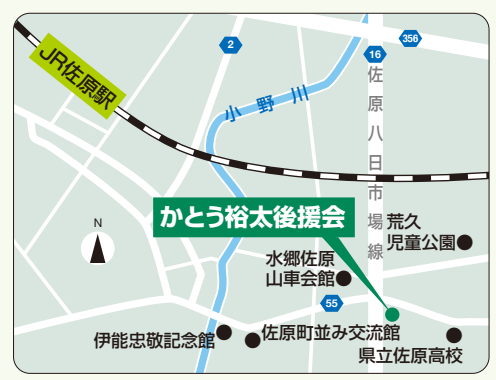 356
2
16
JR佐原駅
小野川
佐原八日市場線
N
かとう裕太後援会
荒久
児童公園
水郷佐原
山車会館
55
佐原町並み交流館
伊能忠敬記念館
県立佐原高校